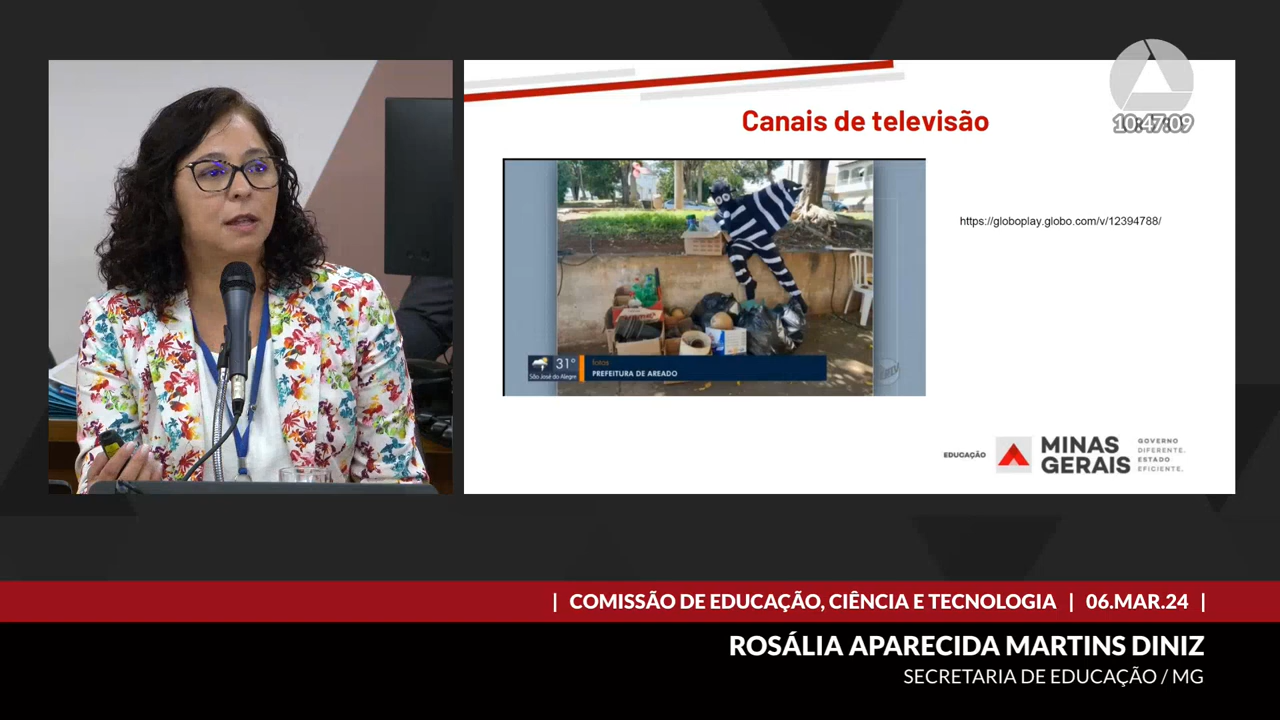 Canais de televisão
10:47:09
https://globoplay.globo.com/v/12394788/
31°
São José do Alegre
fotos
PREFEITURA DE AREADO
EDUCAÇÃO
MINAS
GERAIS
GOVERNO
DIFERENTE.
ESTADO
EFICIENTE.
| COMISSÃO DE EDUCAÇÃO, CIÊNCIA E TECNOLOGIA | 06.MAR.24 |
ROSÁLIA APARECIDA MARTINS DINIZ
SECRETARIA DE EDUCAÇÃO / MG